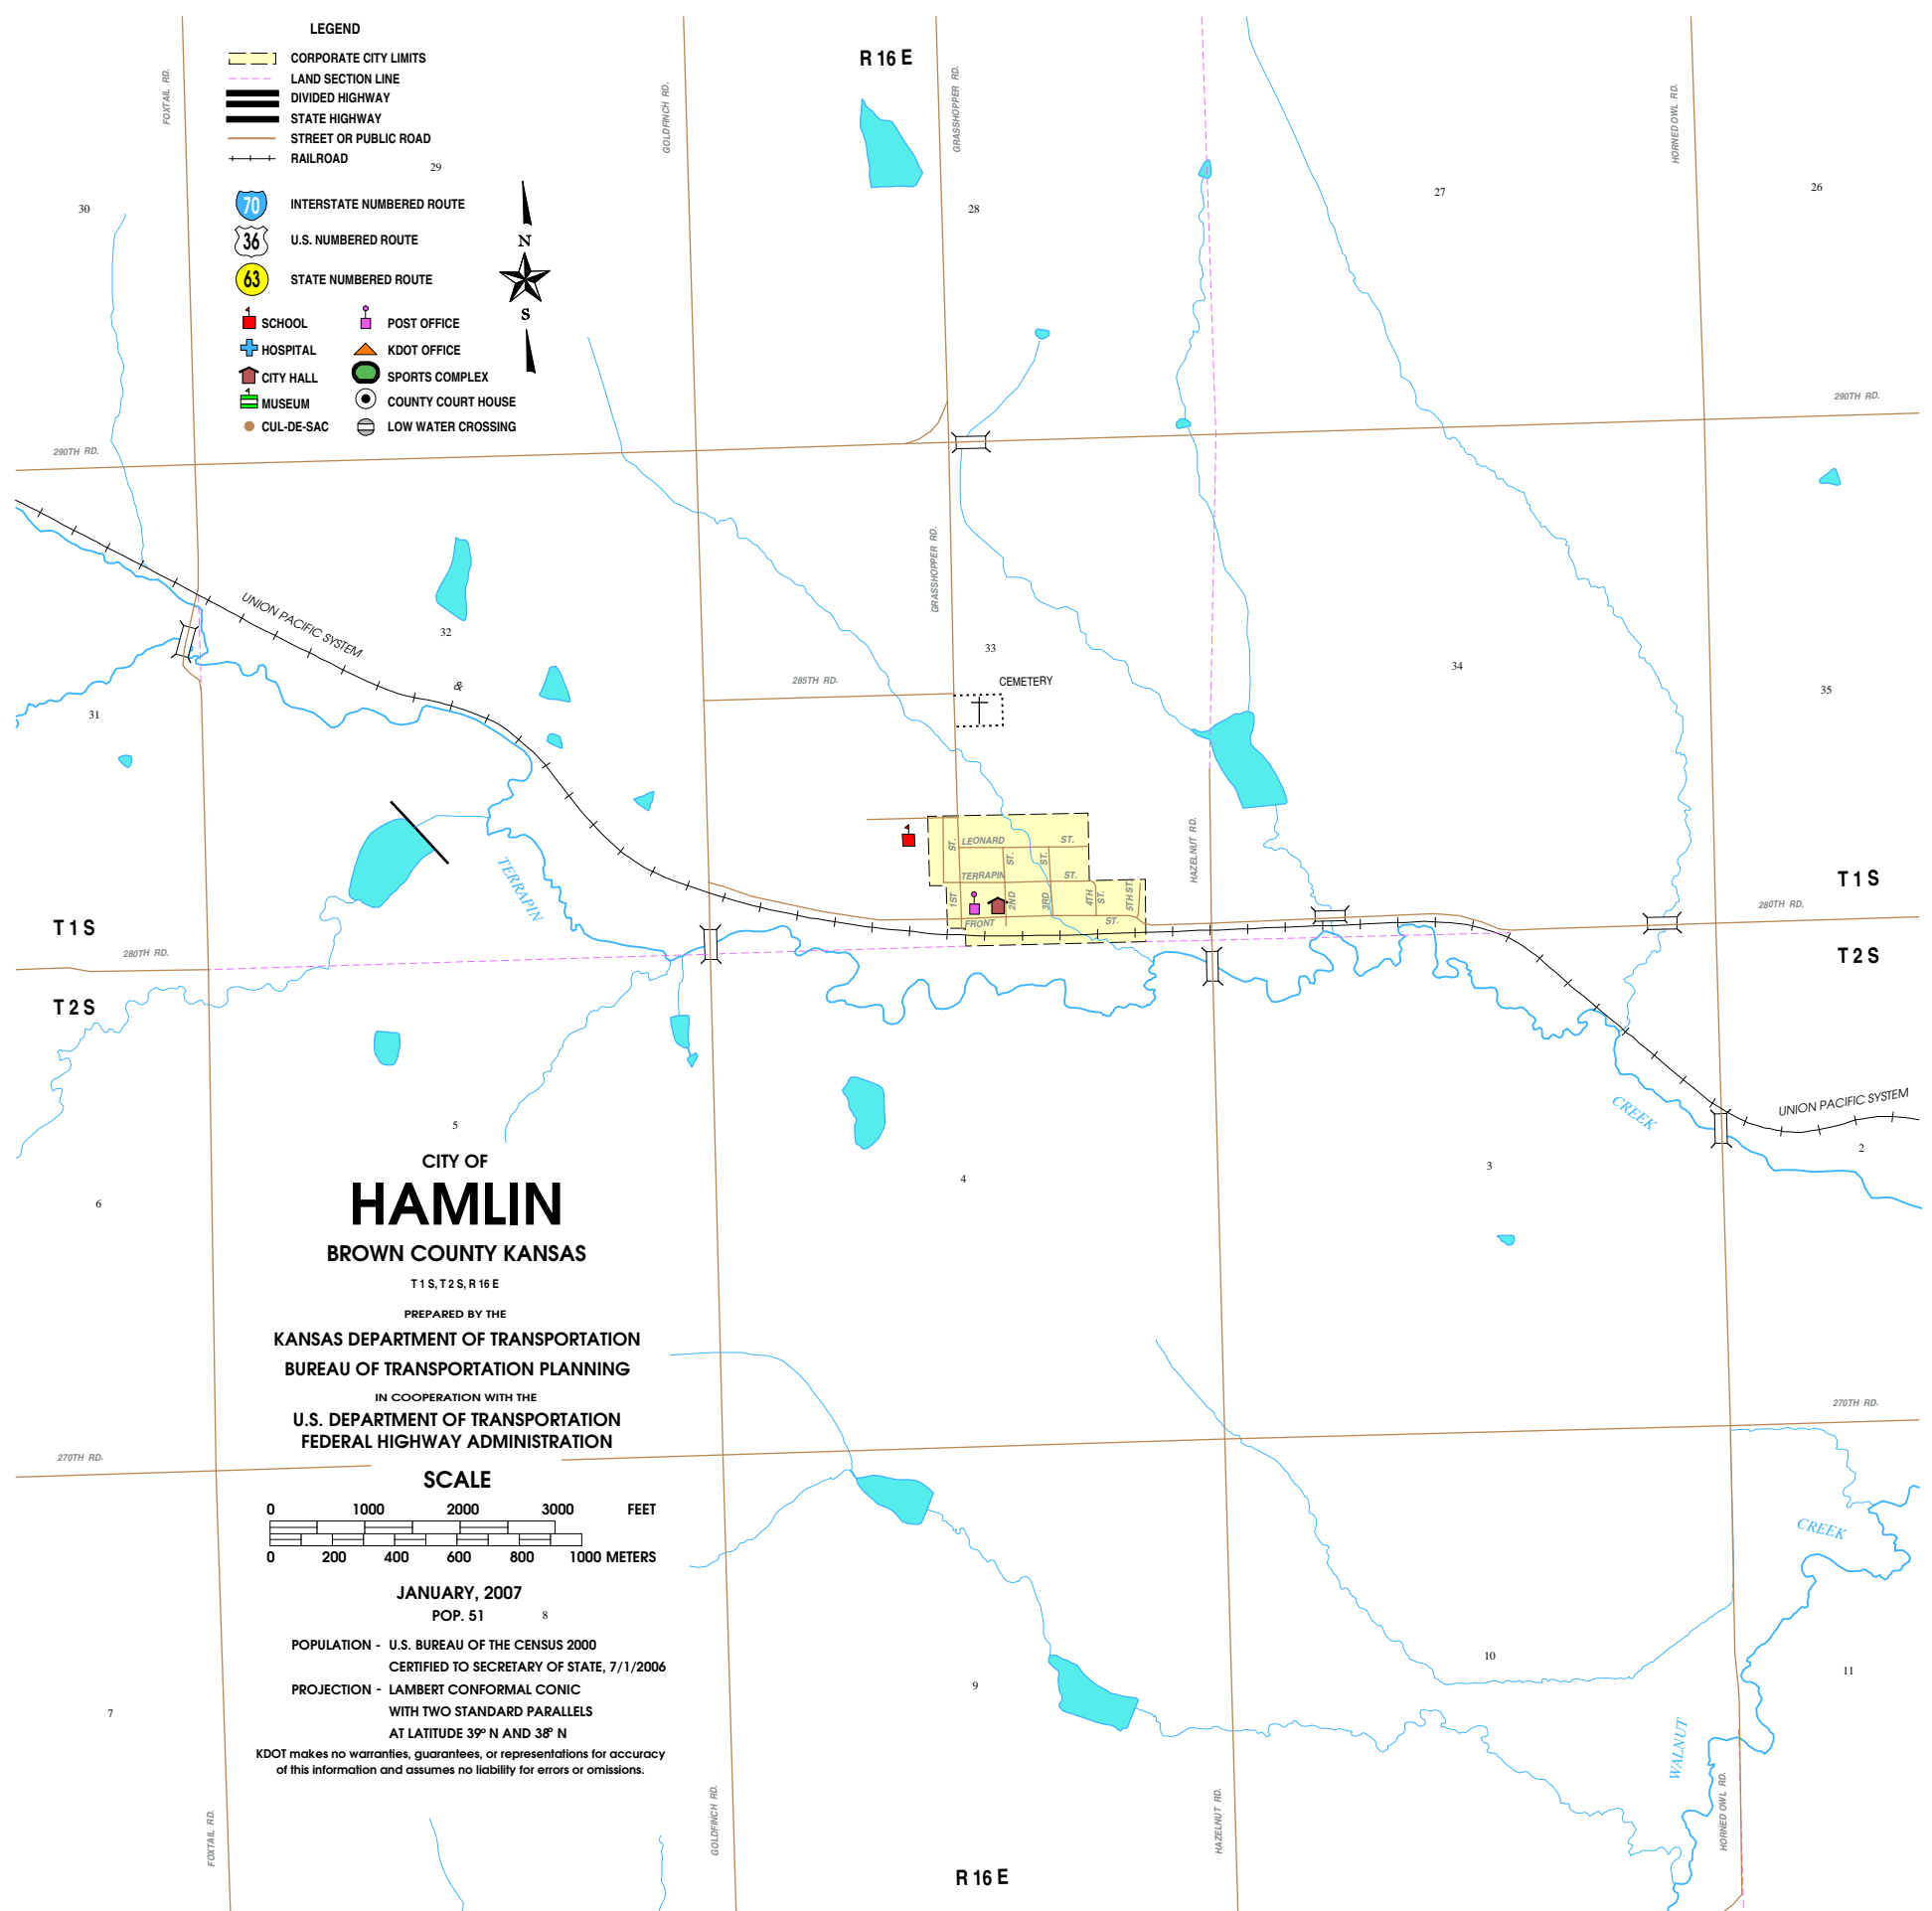 LEGEND
CORPORATE CITY LIMITS
LAND SECTION LINE
DIVIDED HIGHWAY
STATE HIGHWAY
STREET OR PUBLIC ROAD
RAILROAD
70 INTERSTATE NUMBERED ROUTE
36 U.S. NUMBERED ROUTE
63 STATE NUMBERED ROUTE
SCHOOL POST OFFICE
HOSPITAL KDOT OFFICE
CITY HALL SPORTS COMPLEX
MUSEUM COUNTY COURT HOUSE
CUL-DE-SAC LOW WATER CROSSING
N
S
R 16 E
FOXTAIL RD.
GOLDFINCH RD.
GRASSHOPPER RD.
HORNED OWL RD.
30
29
28
27
26
290TH RD.
290TH RD.
GRASSHOPPER RD.
UNION PACIFIC SYSTEM
&
32
33
34
35
31
285TH RD.
CEMETERY
HAZELNUT RD.
TERRAPIN
LEONARD ST.
TERRAPIN ST.
FRONT ST.
1ST ST.
2ND ST.
3RD ST.
4TH ST.
5TH ST.
T 1 S
T 1 S
280TH RD.
280TH RD.
T 2 S
T 2 S
CREEK
UNION PACIFIC SYSTEM
5
4
3
2
6
CITY OF
HAMLIN
BROWN COUNTY KANSAS
T 1 S, T 2 S, R 16 E
PREPARED BY THE
KANSAS DEPARTMENT OF TRANSPORTATION
BUREAU OF TRANSPORTATION PLANNING
IN COOPERATION WITH THE
U.S. DEPARTMENT OF TRANSPORTATION
FEDERAL HIGHWAY ADMINISTRATION
270TH RD.
270TH RD.
SCALE
0 1000 2000 3000 FEET
0 200 400 600 800 1000 METERS
JANUARY, 2007
POP. 51
8
POPULATION - U.S. BUREAU OF THE CENSUS 2000
CERTIFIED TO SECRETARY OF STATE, 7/1/2006
PROJECTION - LAMBERT CONFORMAL CONIC
WITH TWO STANDARD PARALLELS
AT LATITUDE 39º N AND 38º N
KDOT makes no warranties, guarantees, or representations for accuracy
of this information and assumes no liability for errors or omissions.
7
9
10
11
CREEK
WALNUT
FOXTAIL RD.
GOLDFINCH RD.
HAZELNUT RD.
HORNED OWL RD.
R 16 E